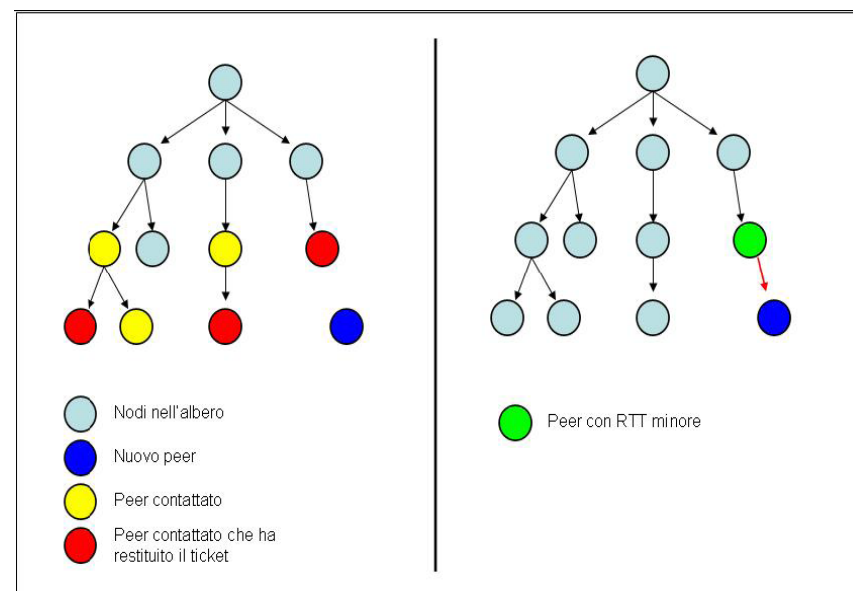 Nodi nell'albero
Nuovo peer
Peer contattato
Peer contattato che ha
restituito il ticket
Peer con RTT minore